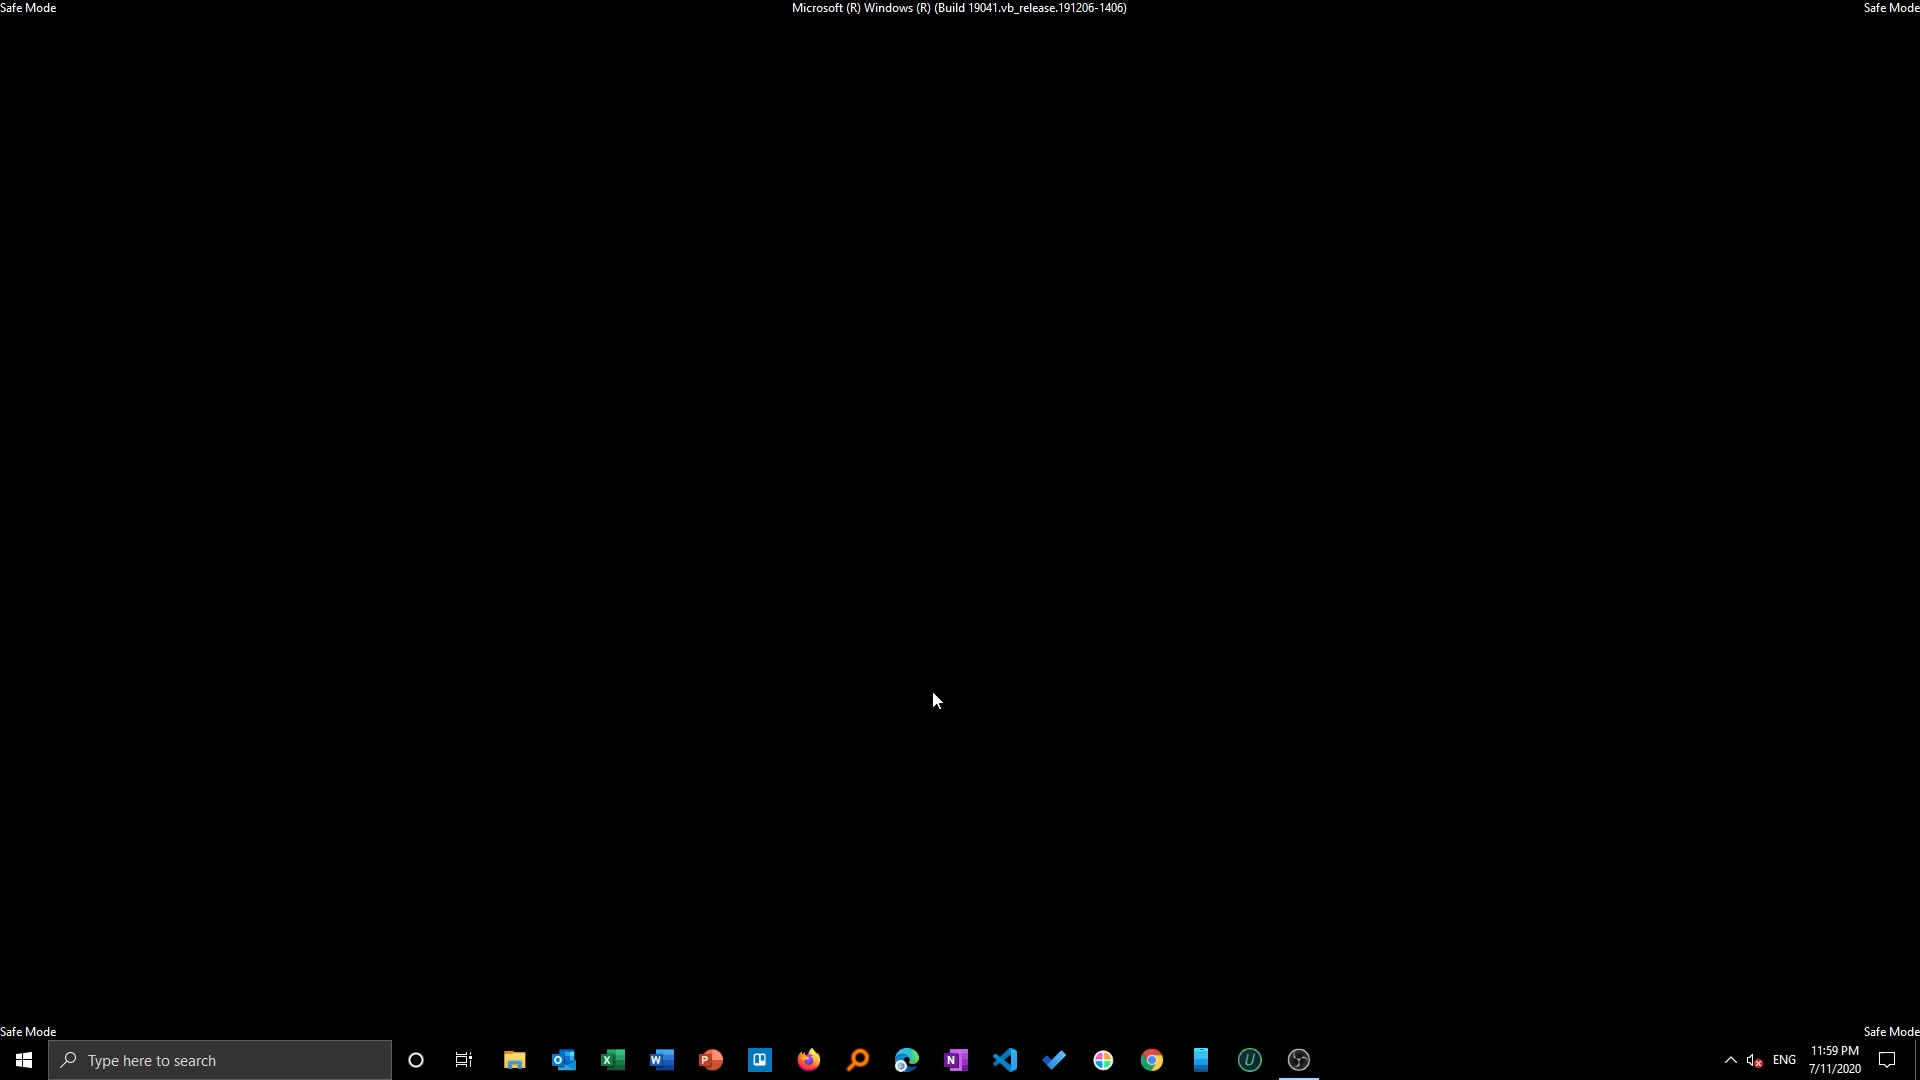 Safe Mode
Microsoft (R) Windows (R) (Build 19041.vb_release.191206-1406)
Safe Mode
Safe Mode
Safe Mode
Type here to search
ENG
11:59 PM
7/11/2020